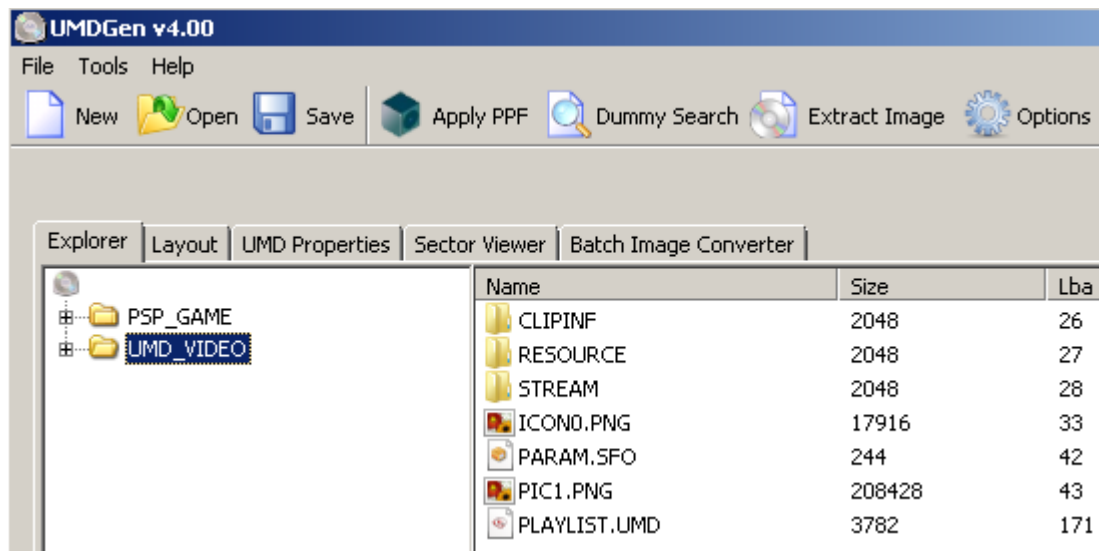 UMDGen v4.00
File Tools Help
New Open Save Apply PPF Dummy Search Extract Image Options
Explorer Layout UMD Properties Sector Viewer Batch Image Converter
Name Size Lba
PSP_GAME
UMD_VIDEO
CLIPINF 2048 26
RESOURCE 2048 27
STREAM 2048 28
ICON0.PNG 17916 33
PARAM.SFO 244 42
PIC1.PNG 208428 43
PLAYLIST.UMD 3782 171